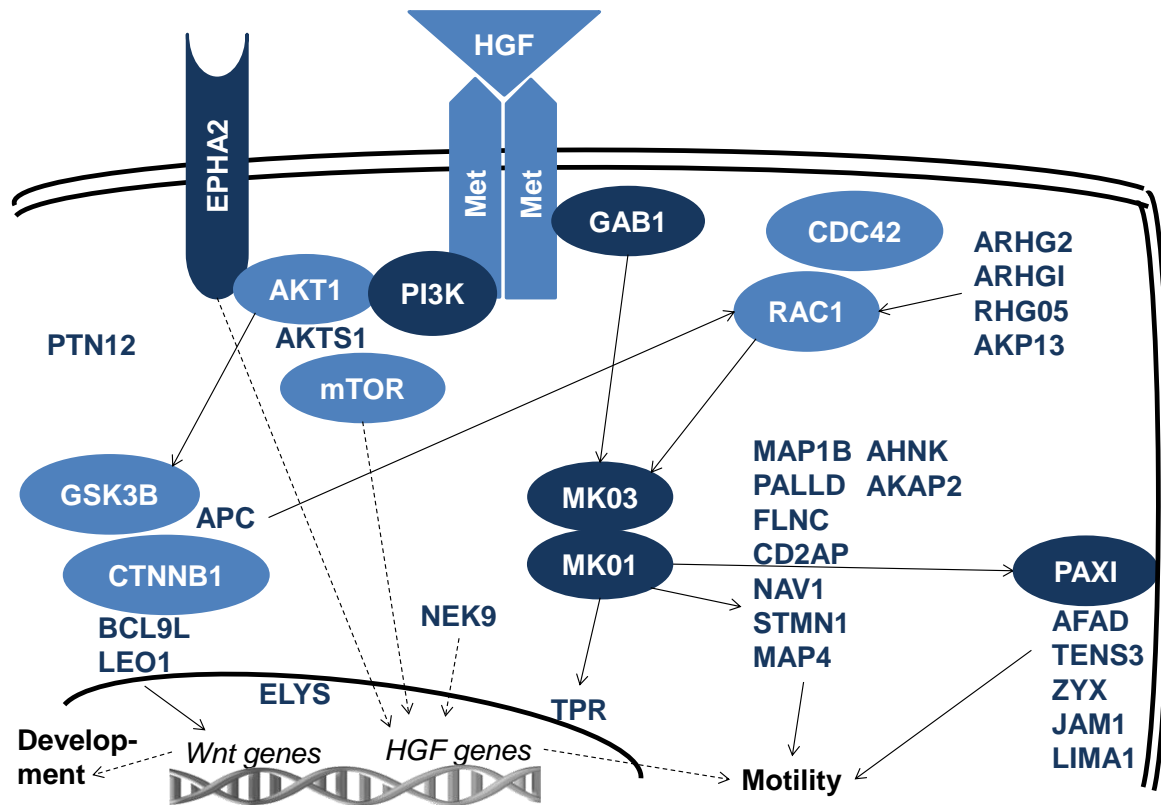 HGF
EPHA2
Met
Met
GAB1
CDC42
ARHG2
ARHGI
RHG05
AKP13
AKT1
PI3K
RAC1
AKTS1
PTN12
mTOR
MAP1B AHNK
PALLD AKAP2
FLNC
CD2AP
NAV1
STMN1
MAP4
GSK3B
APC
MK03
CTNNB1
MK01
PAXI
BCL9L
LEO1
NEK9
AFAD
TENS3
ZYX
JAM1
LIMA1
ELYS
TPR
Develop-
ment
Wnt genes
HGF genes
Motility